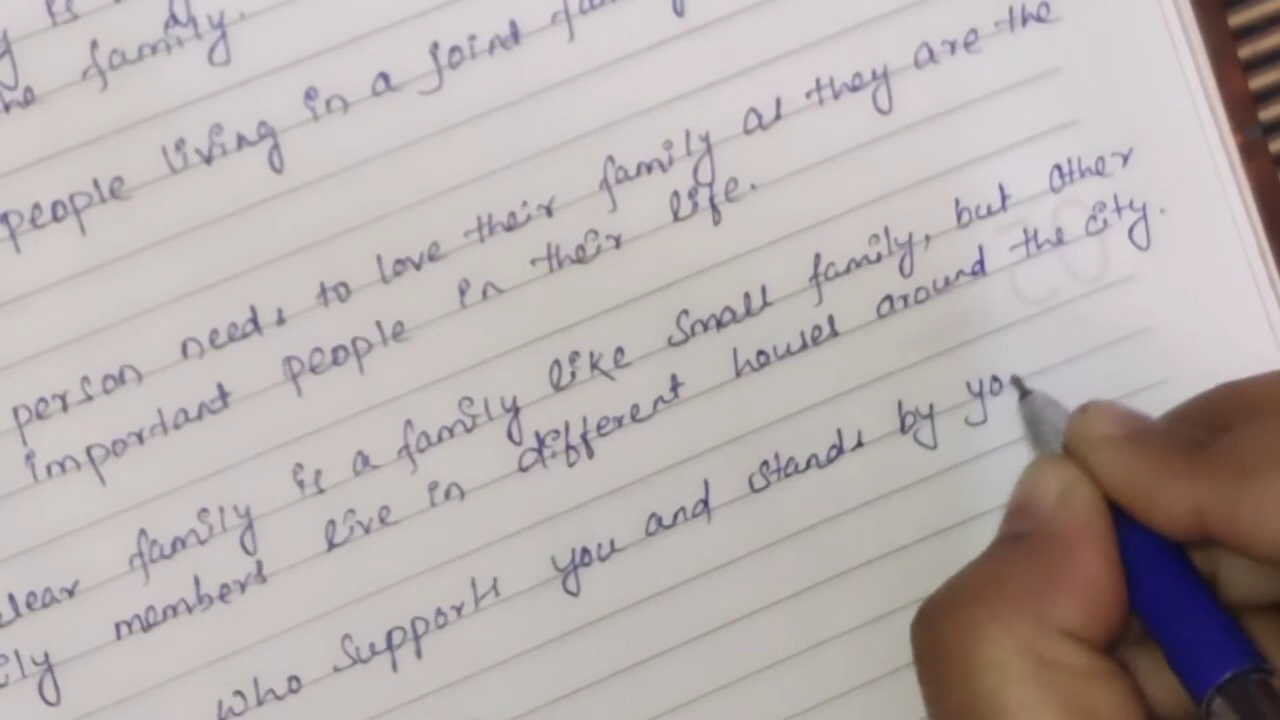 is
the family.
people living in a joint
person needs to love their family as they are the
important people in their life.
family is a family like small family, but other
members live in different houses around the city.
who supports you and stands by yo